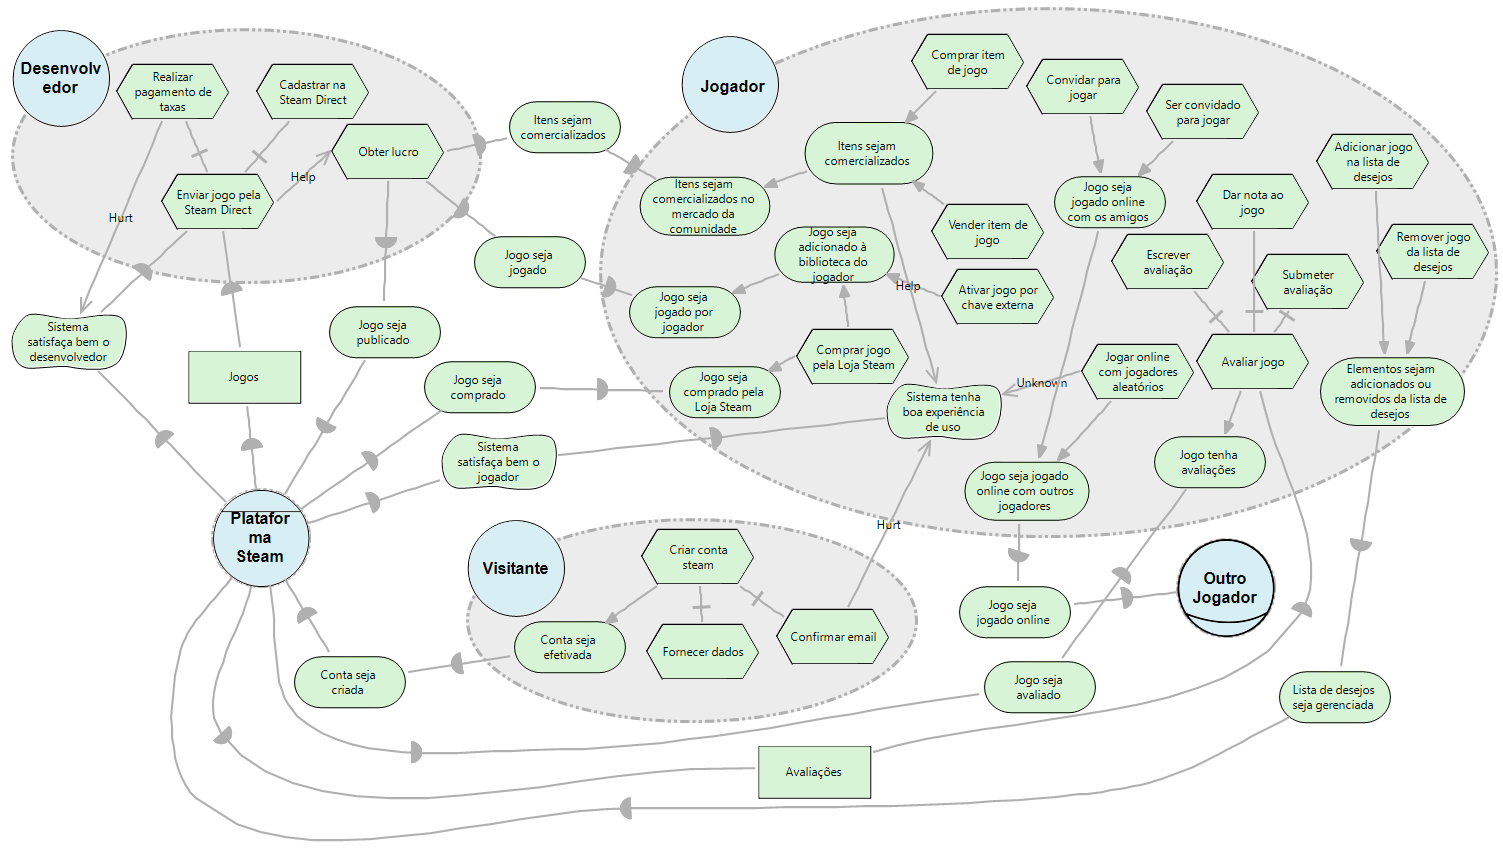 Desenvolv
edor
Realizar
pagamento de
taxas
Cadastrar na
Steam Direct
Obter lucro
Enviar jogo pela
Steam Direct
Help
Hurt
Itens sejam
comercializados
Jogo seja
jogado
Sistema
satisfaça bem o
desenvolvedor
Jogos
Jogo seja
publicado
Jogo seja
comprado
Sistema
satisfaça bem o
jogador
Platafor
ma
Steam
Jogador
Comprar item
de jogo
Convidar para
jogar
Ser convidado
para jogar
Adicionar jogo
na lista de
desejos
Itens sejam
comercializados
Itens sejam
comercializados no
mercado da
comunidade
Jogo seja
jogado online
com os amigos
Dar nota ao
jogo
Vender item de
jogo
Remover jogo
da lista de
desejos
Jogo seja
adicionado à
biblioteca do
jogador
Escrever
avaliação
Submeter
avaliação
Help
Ativar jogo por
chave externa
Jogo seja
jogado por
jogador
Comprar jogo
pela Loja Steam
Jogar online
com jogadores
aleatórios
Avaliar jogo
Jogo seja
comprado pela
Loja Steam
Unknown
Sistema tenha
boa experiência
de uso
Elementos sejam
adicionados ou
removidos da lista de
desejos
Jogo tenha
avaliações
Jogo seja jogado
online com outros
jogadores
Hurt
Visitante
Criar conta
steam
Conta seja
efetivada
Fornecer dados
Confirmar email
Conta seja
criada
Jogo seja
jogado online
Outro
Jogador
Jogo seja
avaliado
Lista de desejos
seja gerenciada
Avaliações